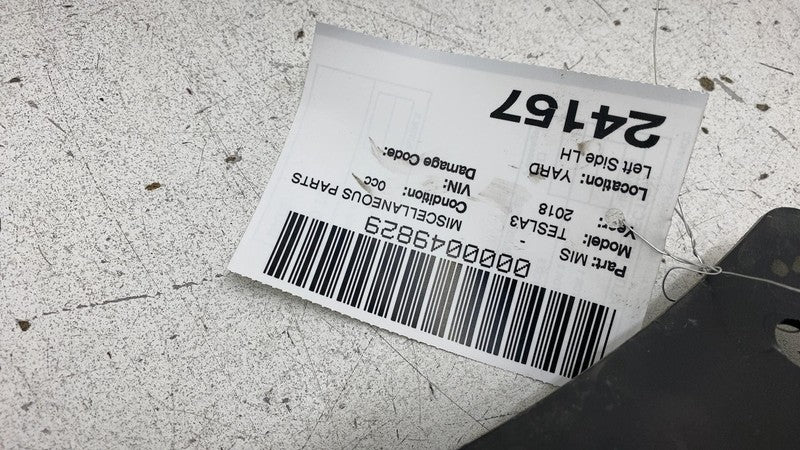 0000049829
Part: MIS - MISCELLANEOUS PARTS
Model: TESLA3
Year: 2018 Condition: 0CC
VIN:
Location: YARD Damage Code:
Left Side LH
24157